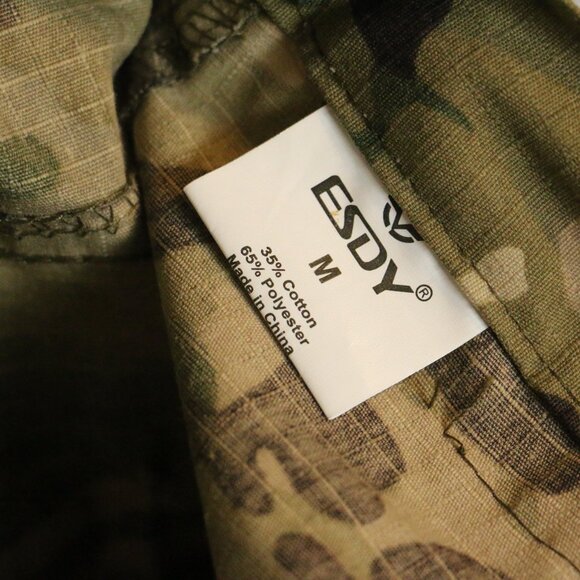 ESDY®
M
35% Cotton
65% Polyester
Made in China